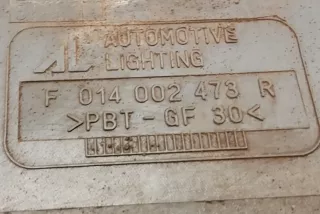 AL AUTOMOTIVE
LIGHTING
F 014 002 473 R
>PBT-GF 30<